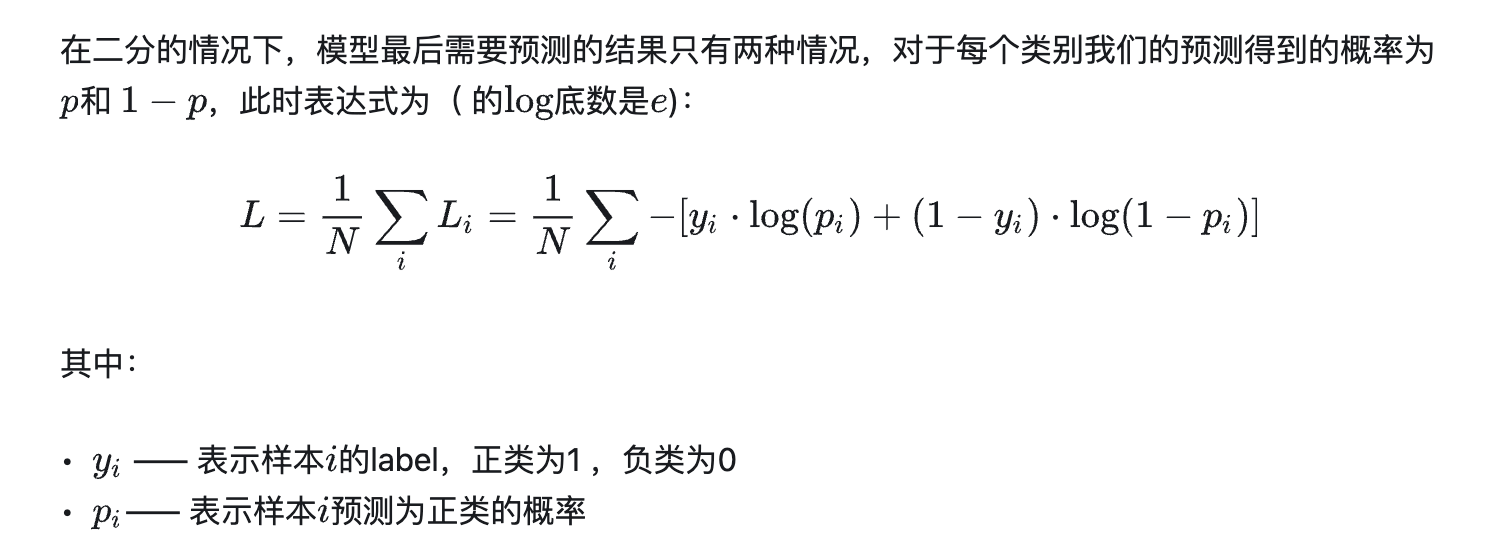 在二分的情况下，模型最后需要预测的结果只有两种情况，对于每个类别我们的预测得到的概率为
p和 1 − p，此时表达式为（ 的log底数是e)：
L = \frac{1}{N} \sum_{i} L_i = \frac{1}{N} \sum_{i} −[y_i · log(p_i) + (1 − y_i) · log(1 − p_i)]
其中：
• y_i —— 表示样本i的label，正类为1 ，负类为0
• p_i—— 表示样本i预测为正类的概率